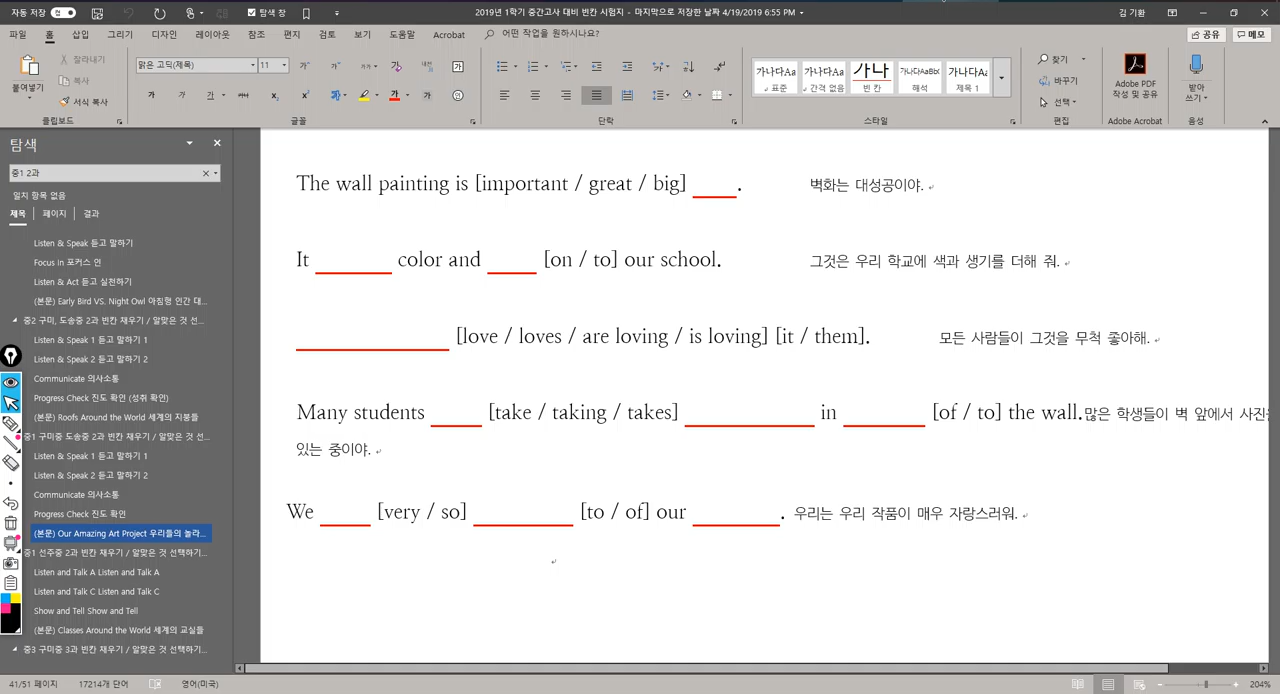 자동 저장
탐색 창
2019년 1학기 중간고사 대비 빈칸 시험지 - 마지막으로 저장한 날짜 4/19/2019 6:55 PM
김 기환
파일 홈 삽입 그리기 디자인 레이아웃 참조 편지 검토 보기 도움말 Acrobat 어떤 작업을 원하시나요? 공유 메모
붙여넣기
잘라내기
복사
서식 복사
맑은 고딕(제목) 11
가나다Aa 가나다Aa 가나 가나다AaBb 가나다Aa
표준 간격 없음 빈 칸 해석 제목 1
찾기
바꾸기
선택
Adobe PDF
작성 및 공유
받아
쓰기
클립보드 글꼴 단락 스타일 편집 Adobe Acrobat 음성
탐색
중1 2과
일치 항목 없음
제목 페이지 결과
Listen & Speak 듣고 말하기
Focus In 포커스 인
Listen & Act 듣고 실천하기
(본문) Early Bird VS. Night Owl 아침형 인간 대...
중2 구미, 도송중 2과 빈칸 채우기 / 알맞은 것 선...
Listen & Speak 1 듣고 말하기 1
Listen & Speak 2 듣고 말하기 2
Communicate 의사소통
Progress Check 진도 확인 (성취 확인)
(본문) Roofs Around the World 세계의 지붕들
중1 구미중 도송중 2과 빈칸 채우기 / 알맞은 것 선...
Listen & Speak 1 듣고 말하기 1
Listen & Speak 2 듣고 말하기 2
Communicate 의사소통
Progress Check 진도 확인
(본문) Our Amazing Art Project 우리들의 놀라...
중1 선주중 2과 빈칸 채우기 / 알맞은 것 선택하기...
Listen and Talk A Listen and Talk A
Listen and Talk C Listen and Talk C
Show and Tell Show and Tell
(본문) Classes Around the World 세계의 교실들
중3 구미중 3과 빈칸 채우기 / 알맞은 것 선택하기...
The wall painting is [important / great / big] ____. 벽화는 대성공이야.
It ____ color and ____ [on / to] our school. 그것은 우리 학교에 색과 생기를 더해 줘.
____ [love / loves / are loving / is loving] [it / them]. 모든 사람들이 그것을 무척 좋아해.
Many students ____ [take / taking / takes] ____ in ____ [of / to] the wall.많은 학생들이 벽 앞에서 사진을
있는 중이야.
We ____ [very / so] ____ [to / of] our ____. 우리는 우리 작품이 매우 자랑스러워.
41/51 페이지 17214개 단어 영어(미국) 204%